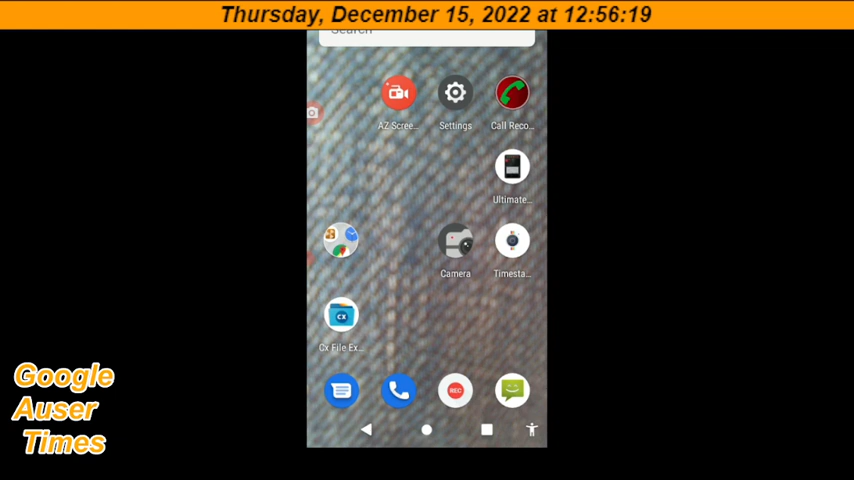 Thursday, December 15, 2022 at 12:56:19
Search
AZ Scree...
Settings
Call Reco...
Ultimate...
Camera
Timesta...
CX
Cx File Ex...
REC
Google
Auser
Times